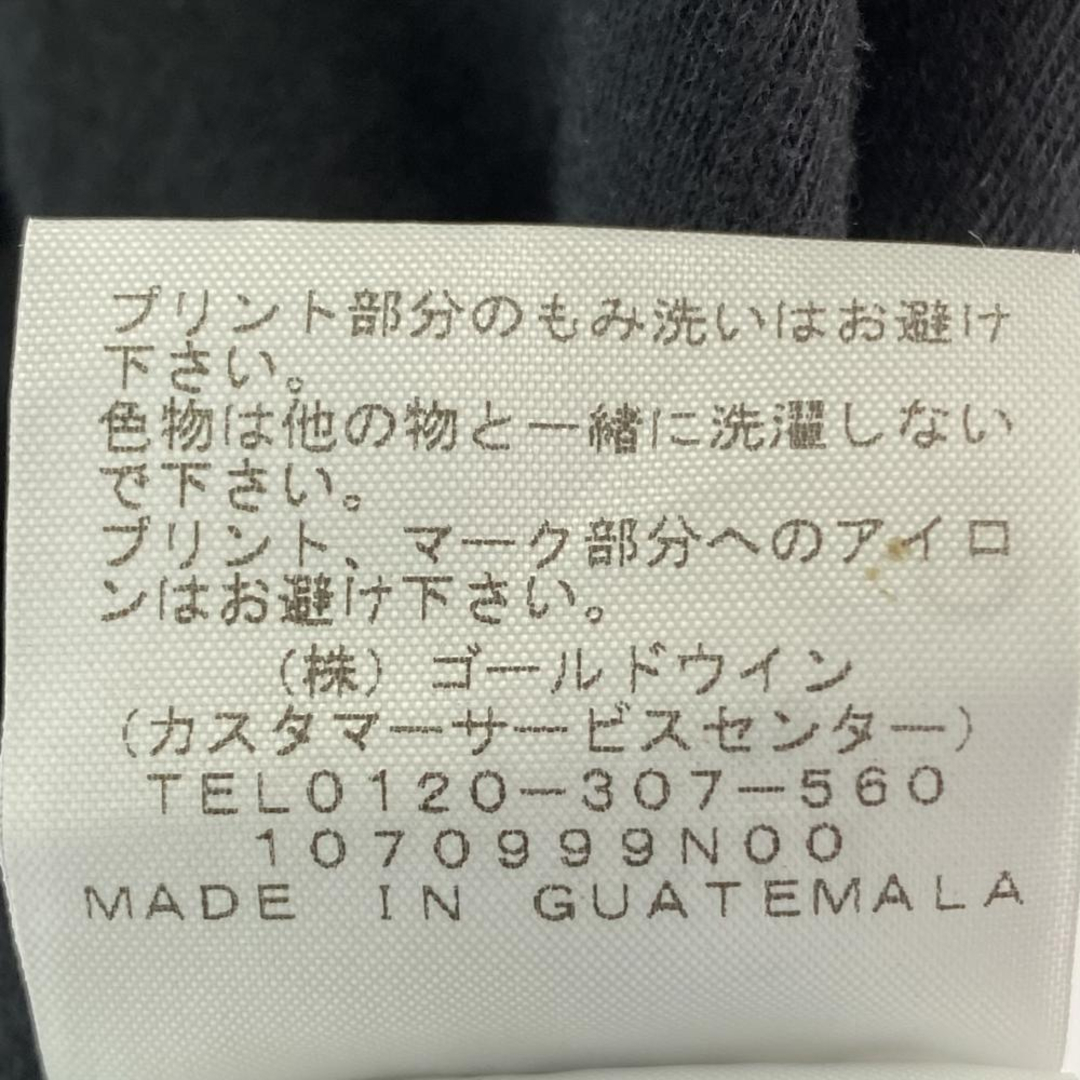 プリント部分のもみ洗いはお避け
下さい。
色物は他の物と一緒に洗濯しない
で下さい。
プリント、マーク部分へのアイロ
ンはお避け下さい。
(株) ゴールドウイン
(カスタマーサービスセンター)
TEL0120-307-560
1070999N00
MADE IN GUATEMALA